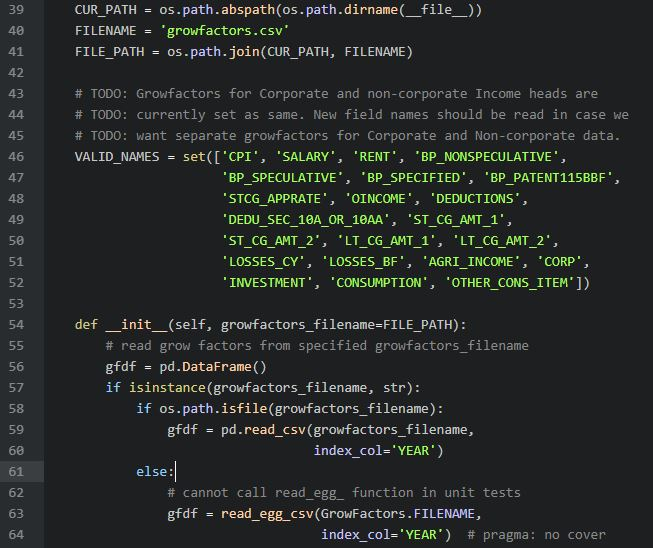 39 CUR_PATH = os.path.abspath(os.path.dirname(__file__))
40 FILENAME = 'growfactors.csv'
41 FILE_PATH = os.path.join(CUR_PATH, FILENAME)
42
43 # TODO: Growfactors for Corporate and non-corporate Income heads are
44 # TODO: currently set as same. New field names should be read in case we
45 # TODO: want separate growfactors for Corporate and Non-corporate data.
46 VALID_NAMES = set(['CPI', 'SALARY', 'RENT', 'BP_NONSPECULATIVE',
47 'BP_SPECULATIVE', 'BP_SPECIFIED', 'BP_PATENT115BBF',
48 'STCG_APPRATE', 'OINCOME', 'DEDUCTIONS',
49 'DEDU_SEC_10A_OR_10AA', 'ST_CG_AMT_1',
50 'ST_CG_AMT_2', 'LT_CG_AMT_1', 'LT_CG_AMT_2',
51 'LOSSES_CY', 'LOSSES_BF', 'AGRI_INCOME', 'CORP',
52 'INVESTMENT', 'CONSUMPTION', 'OTHER_CONS_ITEM'])
53
54 def __init__(self, growfactors_filename=FILE_PATH):
55 # read grow factors from specified growfactors_filename
56 gfdf = pd.DataFrame()
57 if isinstance(growfactors_filename, str):
58 if os.path.isfile(growfactors_filename):
59 gfdf = pd.read_csv(growfactors_filename,
60 index_col='YEAR')
61 else:
62 # cannot call read_egg_ function in unit tests
63 gfdf = read_egg_csv(GrowFactors.FILENAME,
64 index_col='YEAR') # pragma: no cover